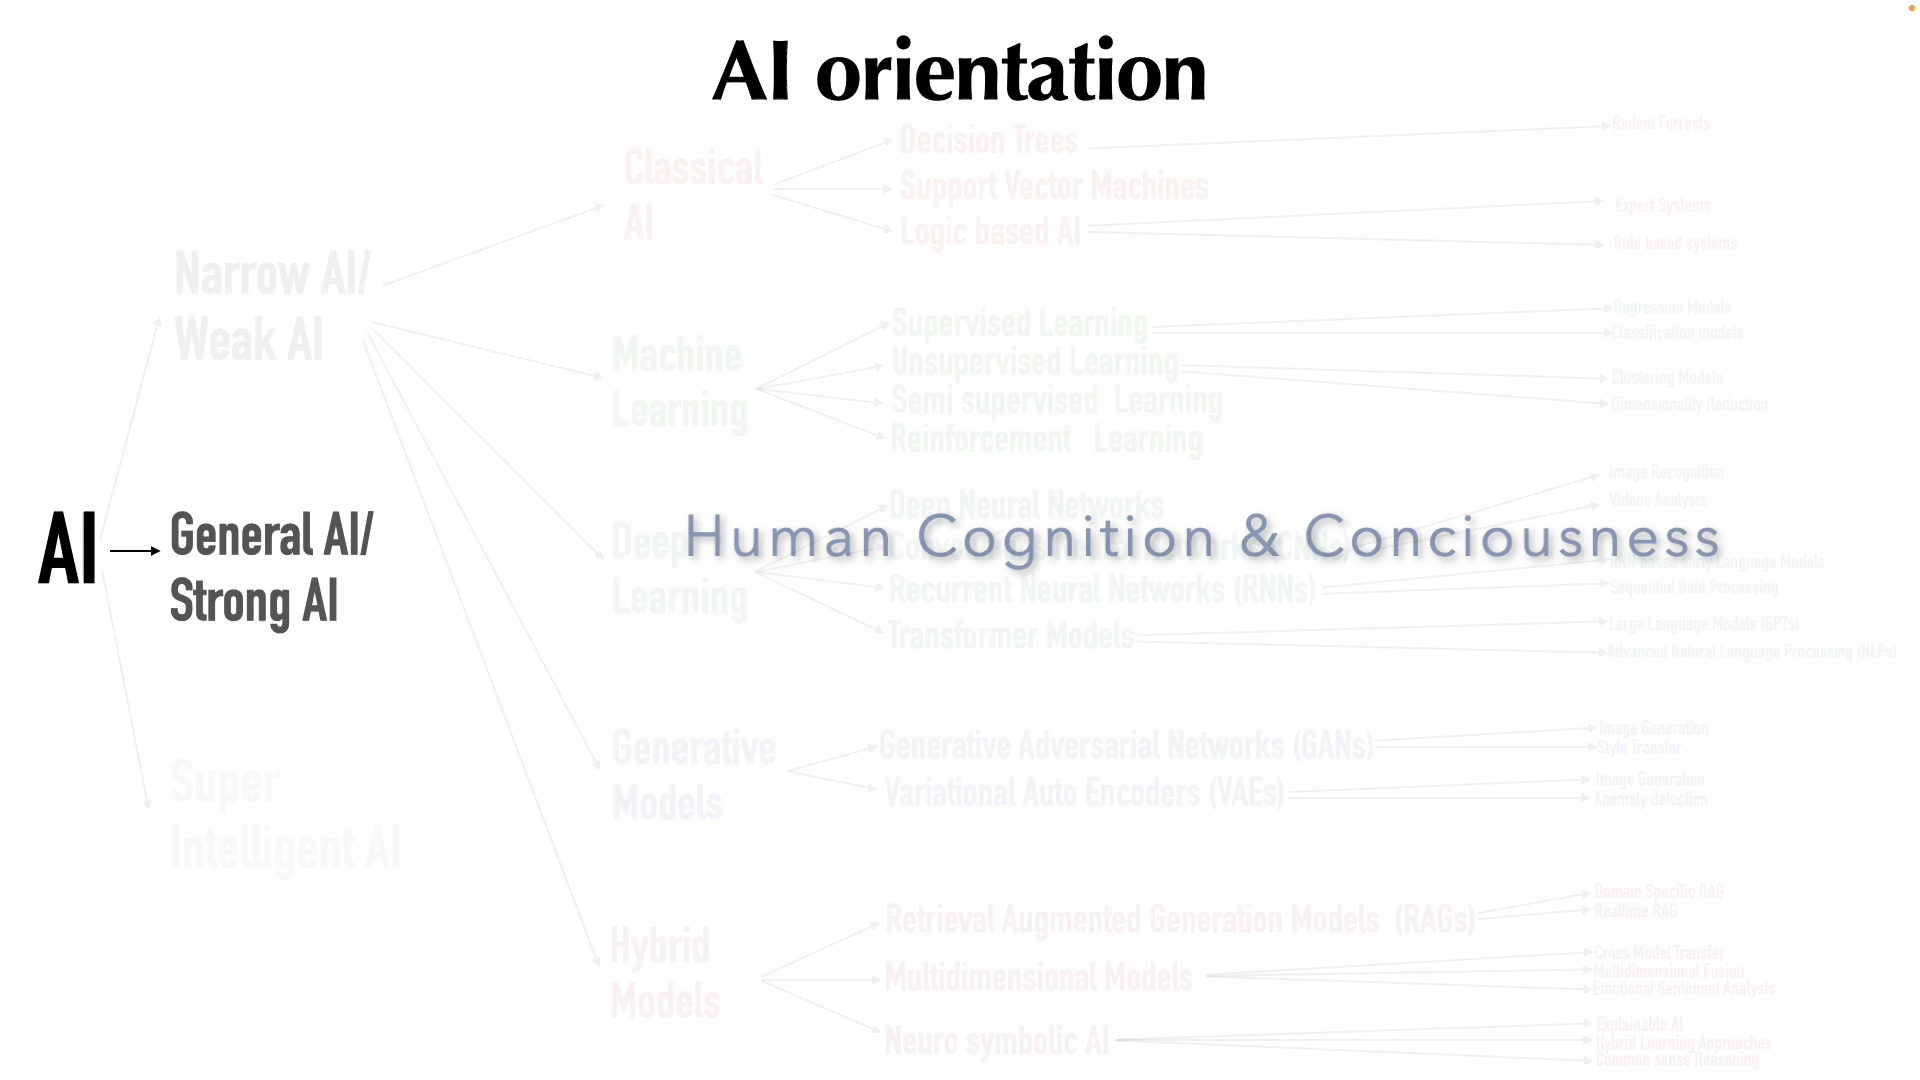 AI orientation
Classical
AI
Decision Trees
Support Vector Machines
Logic based AI
Radom Forrests
Expert Systems
Rule based systems
Narrow AI/
Weak AI
Machine
Learning
Supervised Learning
Unsupervised Learning
Semi supervised Learning
Reinforcement Learning
Regression Models
Classification models
Clustering Models
Dimensionality Reduction
AI
General AI/
Strong AI
Human Cognition & Conciousness
Deep
Learning
Deep Neural Networks
Recurrent Neural Networks (RNNs)
Transformer Models
Image Recognition
Videos Analysis
RNN based Early Language Models
Sequential Data Processing
Large Language Models (GPTs)
Advanced Natural Language Processing (NLPs)
Super
Intelligent AI
Generative
Models
Generative Adversarial Networks (GANs)
Variational Auto Encoders (VAEs)
Image Generation
Style Transfer
Image Generation
Anomaly detection
Hybrid
Models
Retrieval Augmented Generation Models (RAGs)
Multidimensional Models
Neuro symbolic AI
Domain Specific RAG
Realtime RAG
Cross Model Transfer
Multidimensional Fusion
Emotional Sentiment Analysis
Explainable AI
Hybrid Learning Approaches
Common sense Reasoning